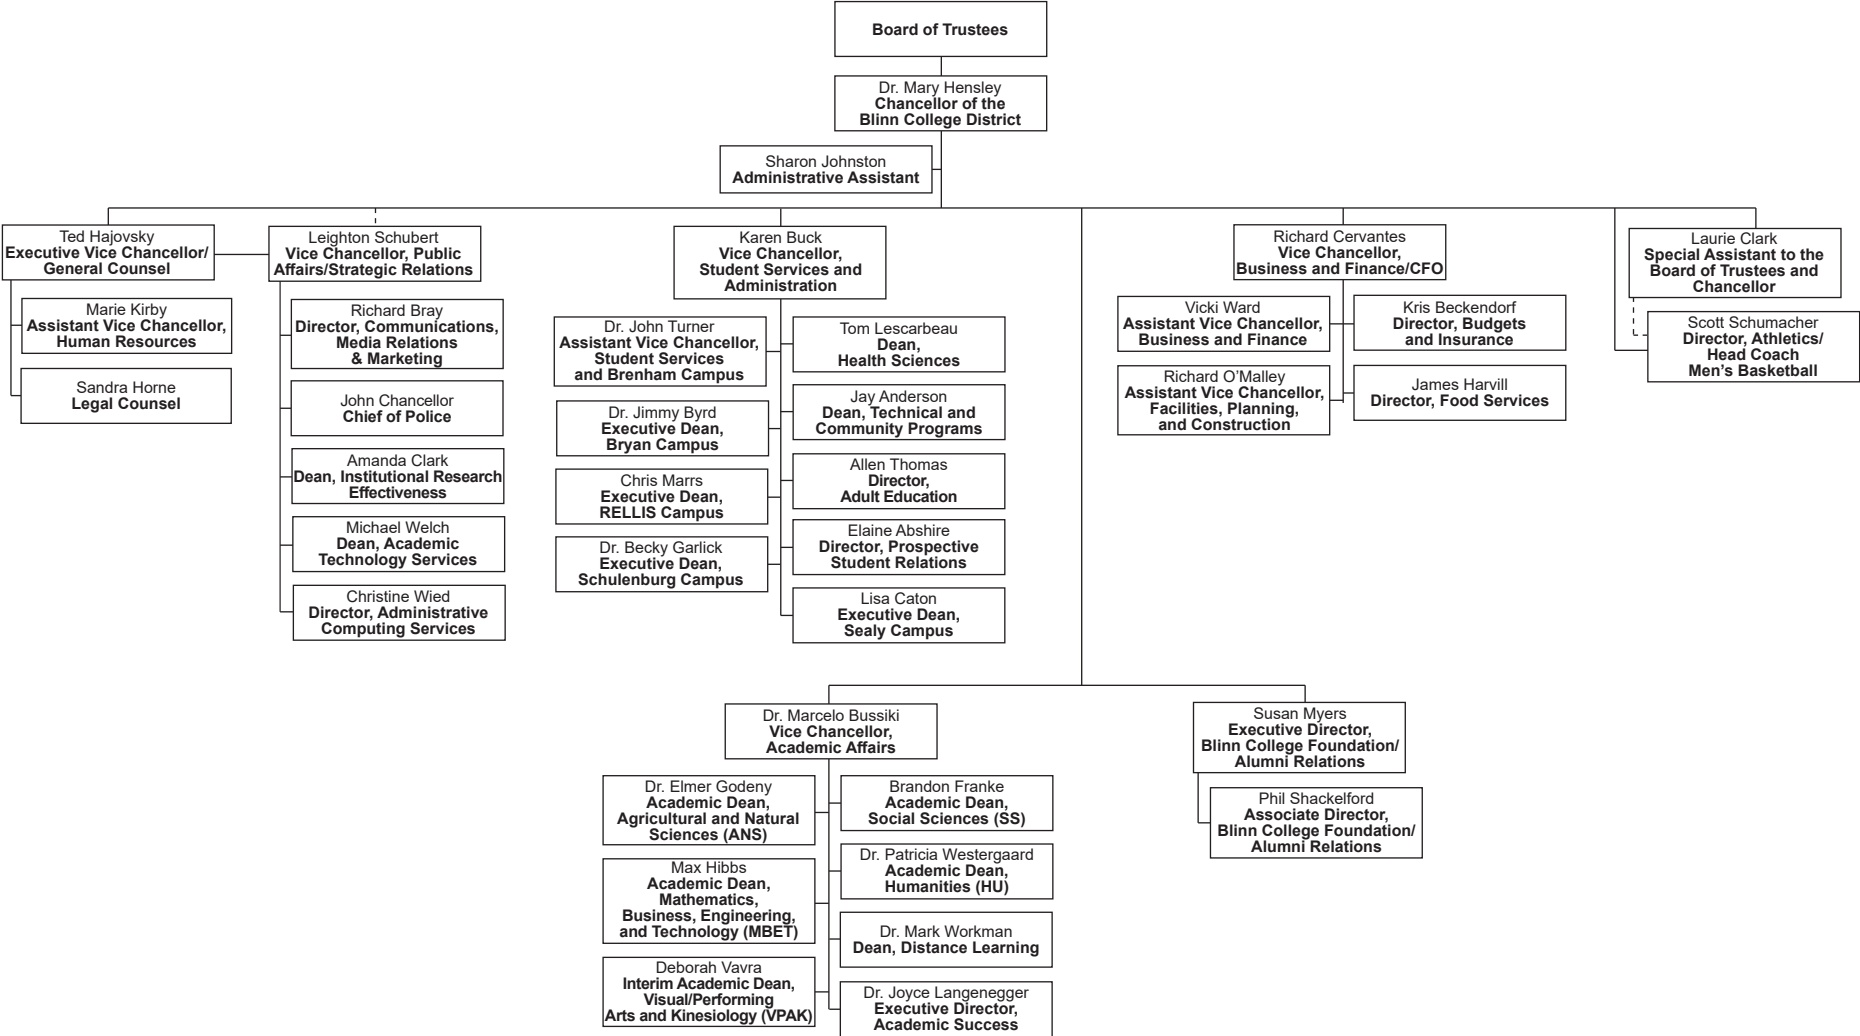 Board of Trustees
Dr. Mary Hensley
Chancellor of the
Blinn College District
Sharon Johnston
Administrative Assistant
Ted Hajovsky
Executive Vice Chancellor/
General Counsel
Marie Kirby
Assistant Vice Chancellor,
Human Resources
Sandra Horne
Legal Counsel
Leighton Schubert
Vice Chancellor, Public
Affairs/Strategic Relations
Richard Bray
Director, Communications,
Media Relations
& Marketing
John Chancellor
Chief of Police
Amanda Clark
Dean, Institutional Research
Effectiveness
Michael Welch
Dean, Academic
Technology Services
Christine Wied
Director, Administrative
Computing Services
Karen Buck
Vice Chancellor,
Student Services and
Administration
Dr. John Turner
Assistant Vice Chancellor,
Student Services
and Brenham Campus
Dr. Jimmy Byrd
Executive Dean,
Bryan Campus
Chris Marrs
Executive Dean,
RELLIS Campus
Dr. Becky Garlick
Executive Dean,
Schulenburg Campus
Tom Lescarbeau
Dean,
Health Sciences
Jay Anderson
Dean, Technical and
Community Programs
Allen Thomas
Director,
Adult Education
Elaine Abshire
Director, Prospective
Student Relations
Lisa Caton
Executive Dean,
Sealy Campus
Richard Cervantes
Vice Chancellor,
Business and Finance/CFO
Vicki Ward
Assistant Vice Chancellor,
Business and Finance
Richard O’Malley
Assistant Vice Chancellor,
Facilities, Planning,
and Construction
Kris Beckendorf
Director, Budgets
and Insurance
James Harvill
Director, Food Services
Laurie Clark
Special Assistant to the
Board of Trustees and
Chancellor
Scott Schumacher
Director, Athletics/
Head Coach
Men’s Basketball
Dr. Marcelo Bussiki
Vice Chancellor,
Academic Affairs
Dr. Elmer Godeny
Academic Dean,
Agricultural and Natural
Sciences (ANS)
Max Hibbs
Academic Dean,
Mathematics,
Business, Engineering,
and Technology (MBET)
Deborah Vavra
Interim Academic Dean,
Visual/Performing
Arts and Kinesiology (VPAK)
Brandon Franke
Academic Dean,
Social Sciences (SS)
Dr. Patricia Westergaard
Academic Dean,
Humanities (HU)
Dr. Mark Workman
Dean, Distance Learning
Dr. Joyce Langenegger
Executive Director,
Academic Success
Susan Myers
Executive Director,
Blinn College Foundation/
Alumni Relations
Phil Shackelford
Associate Director,
Blinn College Foundation/
Alumni Relations